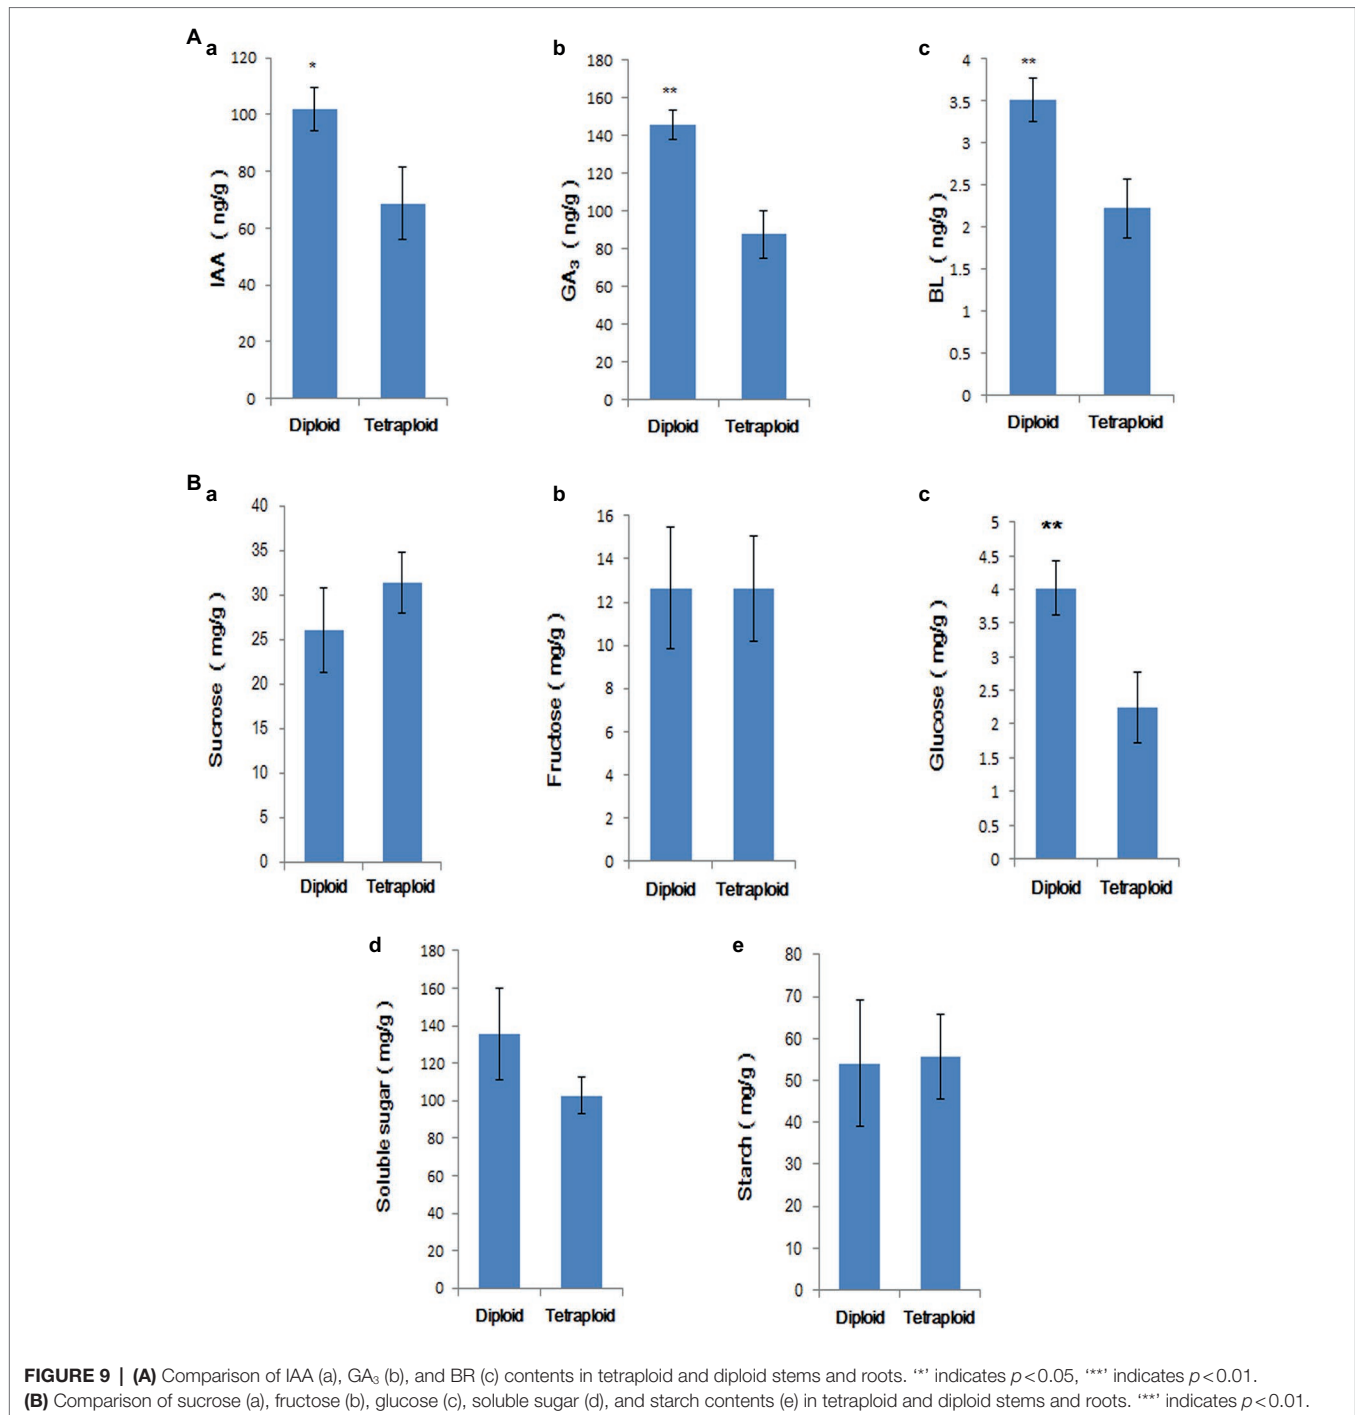 A
a
120
100
80
60
40
20
0
IAA ( ng/g )
*
Diploid Tetraploid
b
180
160
140
120
100
80
60
40
20
0
GA₃ ( ng/g )
**
Diploid Tetraploid
c
4
3.5
3
2.5
2
1.5
1
0.5
0
BL ( ng/g )
**
Diploid Tetraploid
B
a
40
35
30
25
20
15
10
5
0
Sucrose ( mg/g )
Diploid Tetraploid
b
16
14
12
10
8
6
4
2
0
Fructose ( mg/g )
Diploid Tetraploid
c
5
4.5
4
3.5
3
2.5
2
1.5
1
0.5
0
Glucose ( mg/g )
**
Diploid Tetraploid
d
180
160
140
120
100
80
60
40
20
0
Soluble sugar ( mg/g )
Diploid Tetraploid
e
80
70
60
50
40
30
20
10
0
Starch ( mg/g )
Diploid Tetraploid
FIGURE 9 | (A) Comparison of IAA (a), GA₃ (b), and BR (c) contents in tetraploid and diploid stems and roots. ‘*’ indicates p < 0.05, ‘**’ indicates p < 0.01.
(B) Comparison of sucrose (a), fructose (b), glucose (c), soluble sugar (d), and starch contents (e) in tetraploid and diploid stems and roots. ‘**’ indicates p < 0.01.